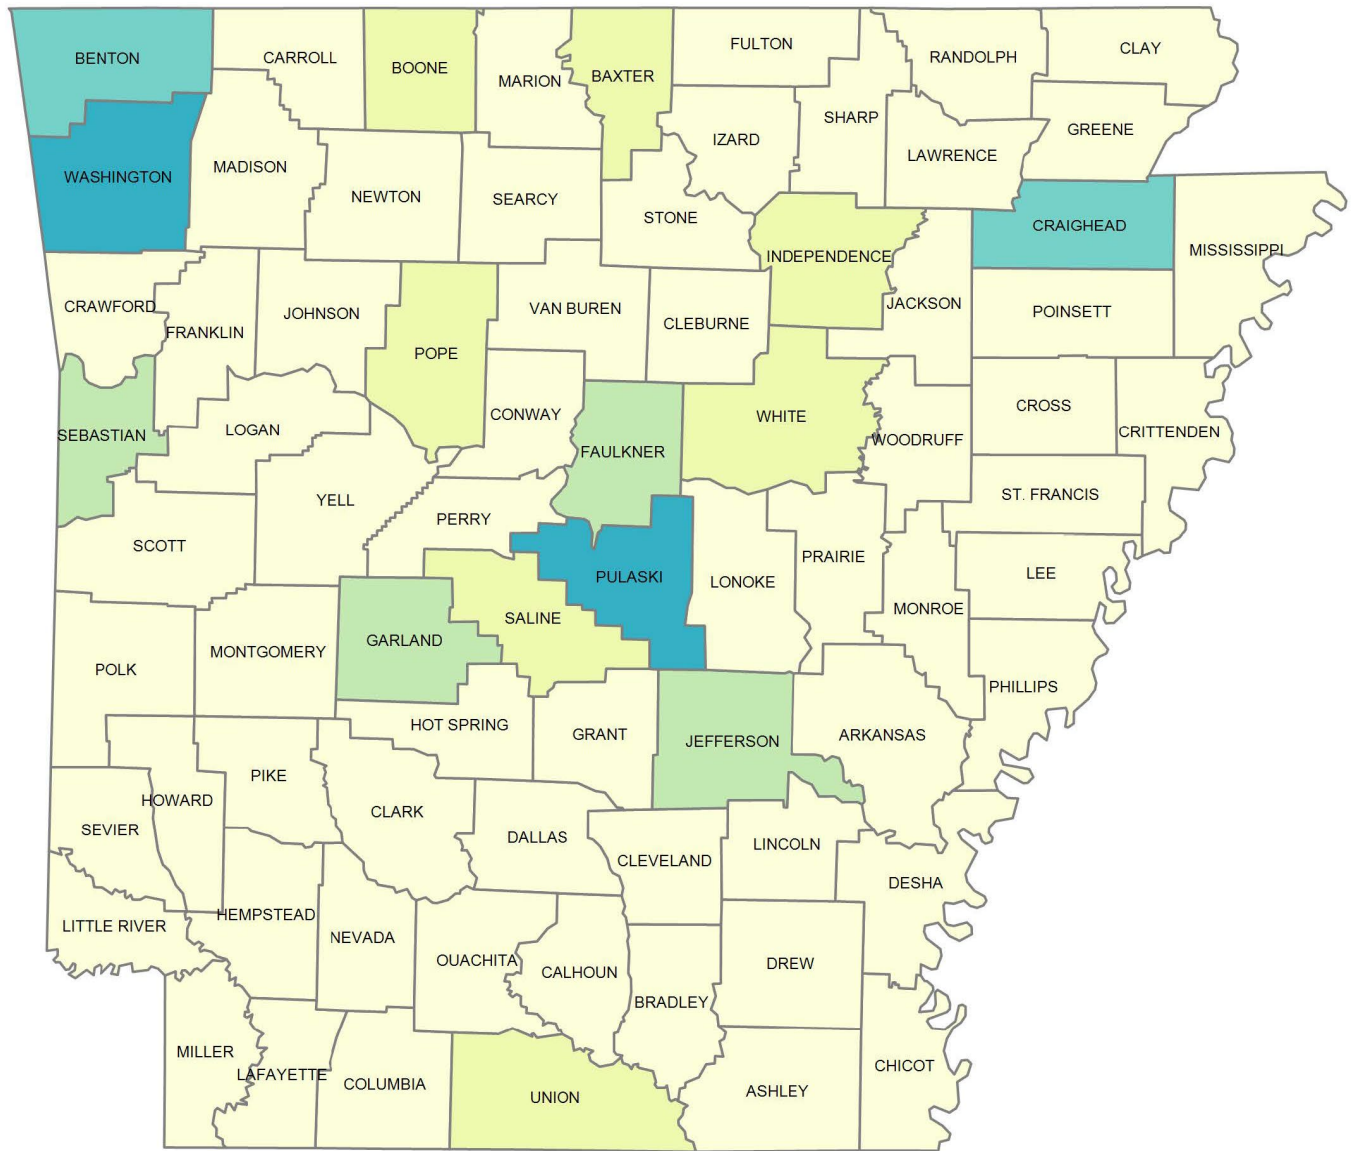 BENTON
CARROLL
BOONE
MARION
BAXTER
FULTON
RANDOLPH
CLAY
WASHINGTON
MADISON
NEWTON
SEARCY
STONE
IZARD
SHARP
LAWRENCE
GREENE
CRAIGHEAD
MISSISSIPPI
INDEPENDENCE
JACKSON
POINSETT
CRAWFORD
FRANKLIN
JOHNSON
POPE
VAN BUREN
CLEBURNE
SEBASTIAN
LOGAN
CONWAY
FAULKNER
WHITE
WOODRUFF
CROSS
CRITTENDEN
ST. FRANCIS
SCOTT
YELL
PERRY
PULASKI
LONOKE
PRAIRIE
MONROE
LEE
POLK
MONTGOMERY
GARLAND
SALINE
PHILLIPS
HOT SPRING
GRANT
JEFFERSON
ARKANSAS
SEVIER
HOWARD
PIKE
CLARK
DALLAS
CLEVELAND
LINCOLN
DESHA
LITTLE RIVER
HEMPSTEAD
NEVADA
OUACHITA
CALHOUN
BRADLEY
DREW
MILLER
LAFAYETTE
COLUMBIA
UNION
ASHLEY
CHICOT